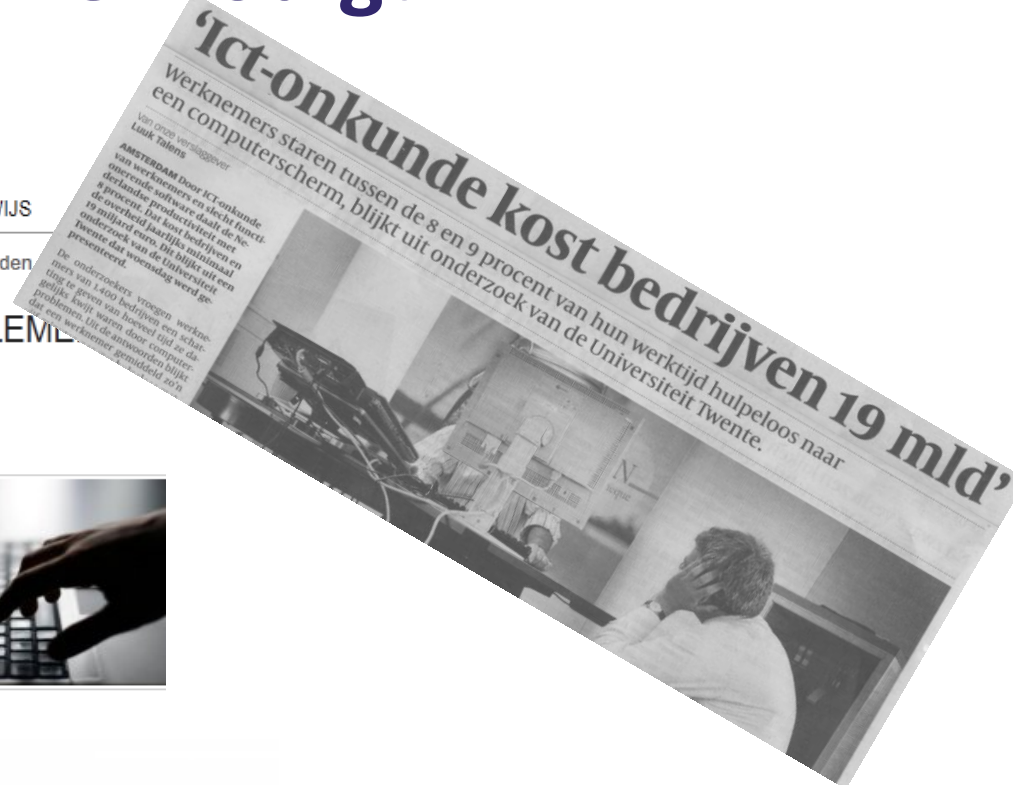 'Ict-onkunde kost bedrijven 19 mld'
Werknemers staren tussen de 8 en 9 procent van hun werktijd hulpeloos naar
een computerscherm, blijkt uit onderzoek van de Universiteit Twente.
Van onze verslaggever
Luuk Talens
AMSTERDAM Door ICT-onkunde
van werknemers en slecht functi-
onerende software daalt de Ne-
derlandse productiviteit met
8 procent. Dat kost bedrijven en
de overheid jaarlijks minimaal
19 miljard euro. Dit blijkt uit een
onderzoek van de Universiteit
Twente dat woensdag werd ge-
presenteerd.
De onderzoekers vroegen werkne-
mers van 1.400 bedrijven een schat-
ting te geven van hoeveel tijd ze da-
gelijks kwijt waren door computer-
problemen. Uit de antwoorden blijkt
dat een werknemer gemiddeld zo'n
IJS
den
LEME